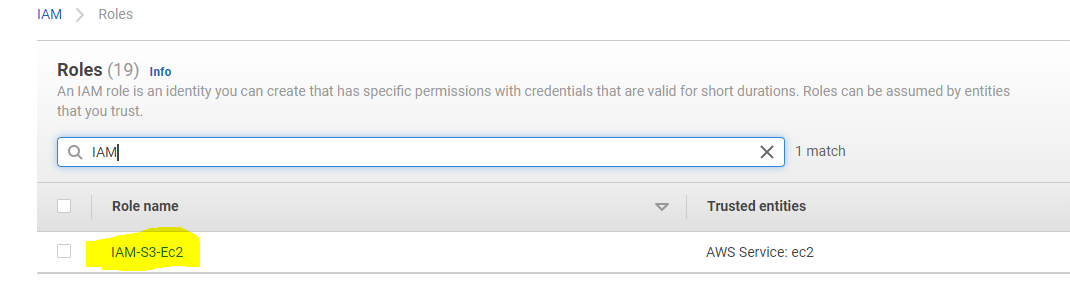 IAM > Roles
Roles (19) Info
An IAM role is an identity you can create that has specific permissions with credentials that are valid for short durations. Roles can be assumed by entities
that you trust.
IAM 1 match
Role name Trusted entities
IAM-S3-Ec2 AWS Service: ec2